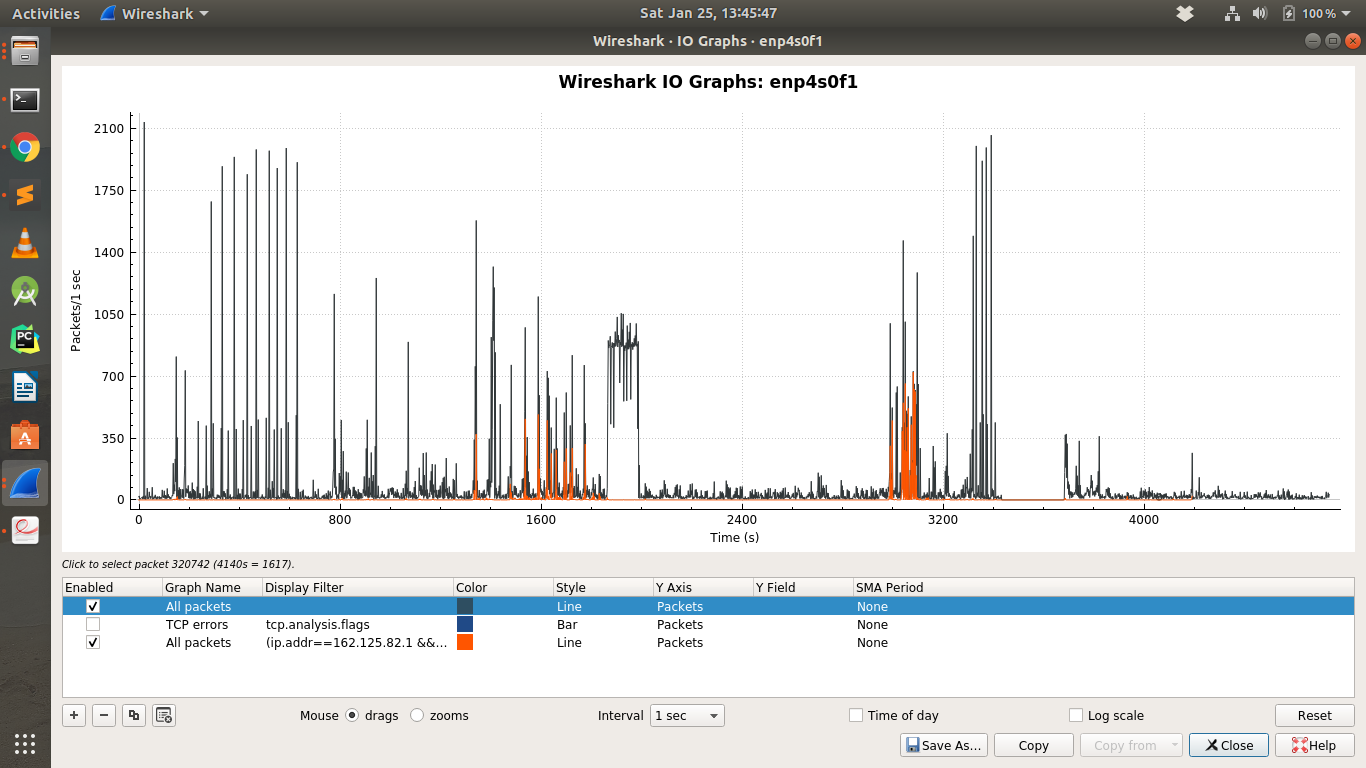 Activities Wireshark Sat Jan 25, 13:45:47 100 %
Wireshark · IO Graphs · enp4s0f1
Wireshark IO Graphs: enp4s0f1
2100
1750
1400
1050
700
350
0
Packets/1 sec
0 800 1600 2400 3200 4000
Time (s)
Click to select packet 320742 (4140s = 1617).
Enabled Graph Name Display Filter Color Style Y Axis Y Field SMA Period
All packets Line Packets None
TCP errors tcp.analysis.flags Bar Packets None
All packets (ip.addr==162.125.82.1 &&... Line Packets None
+ − Mouse drags zooms Interval 1 sec Time of day Log scale Reset
Save As... Copy Copy from Close Help
PC